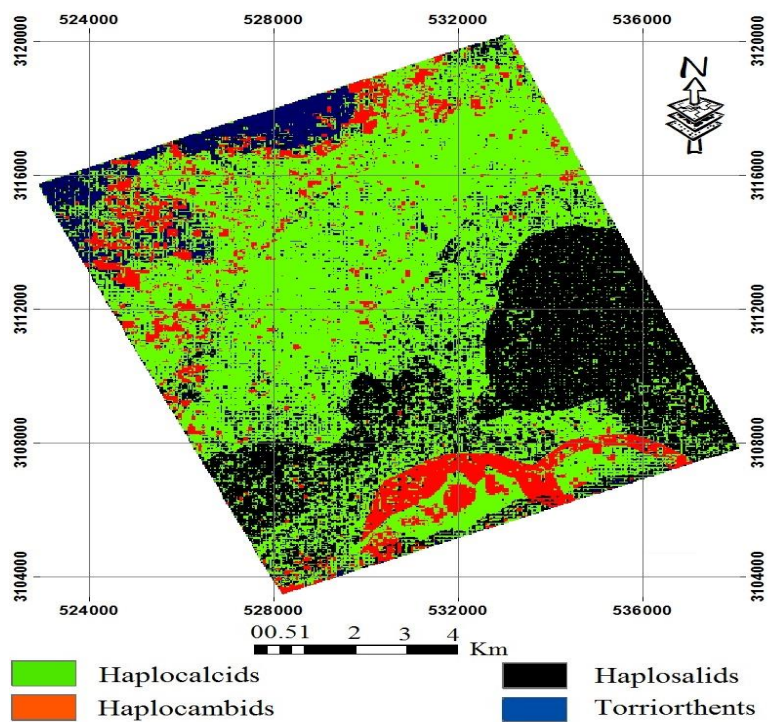 524000 528000 532000 536000
N
3120000 3120000
3116000 3116000
3112000 3112000
3108000 3108000
3104000 3104000
524000 528000 532000 536000
00.51 2 3 4 Km
Haplocalcids Haplosalids
Haplocambids Torriorthents